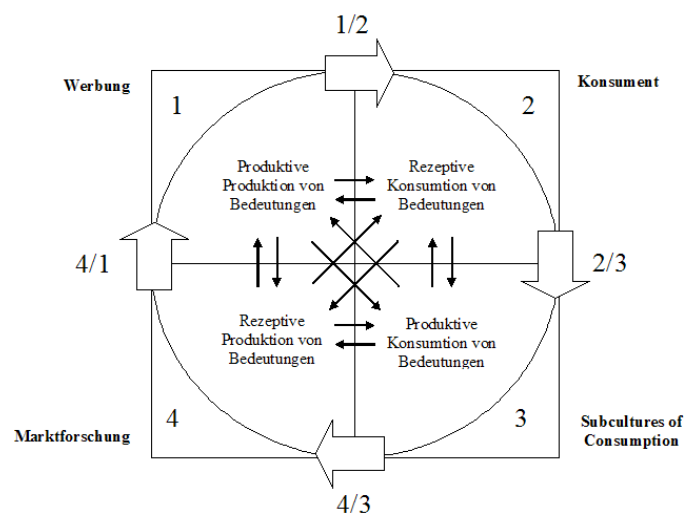 1/2
Werbung
Konsument
1
2
Produktive
Produktion von
Bedeutungen
Rezeptive
Konsumtion von
Bedeutungen
4/1
2/3
Rezeptive
Produktion von
Bedeutungen
Produktive
Konsumtion von
Bedeutungen
Marktforschung
4
3
Subcultures of
Consumption
4/3